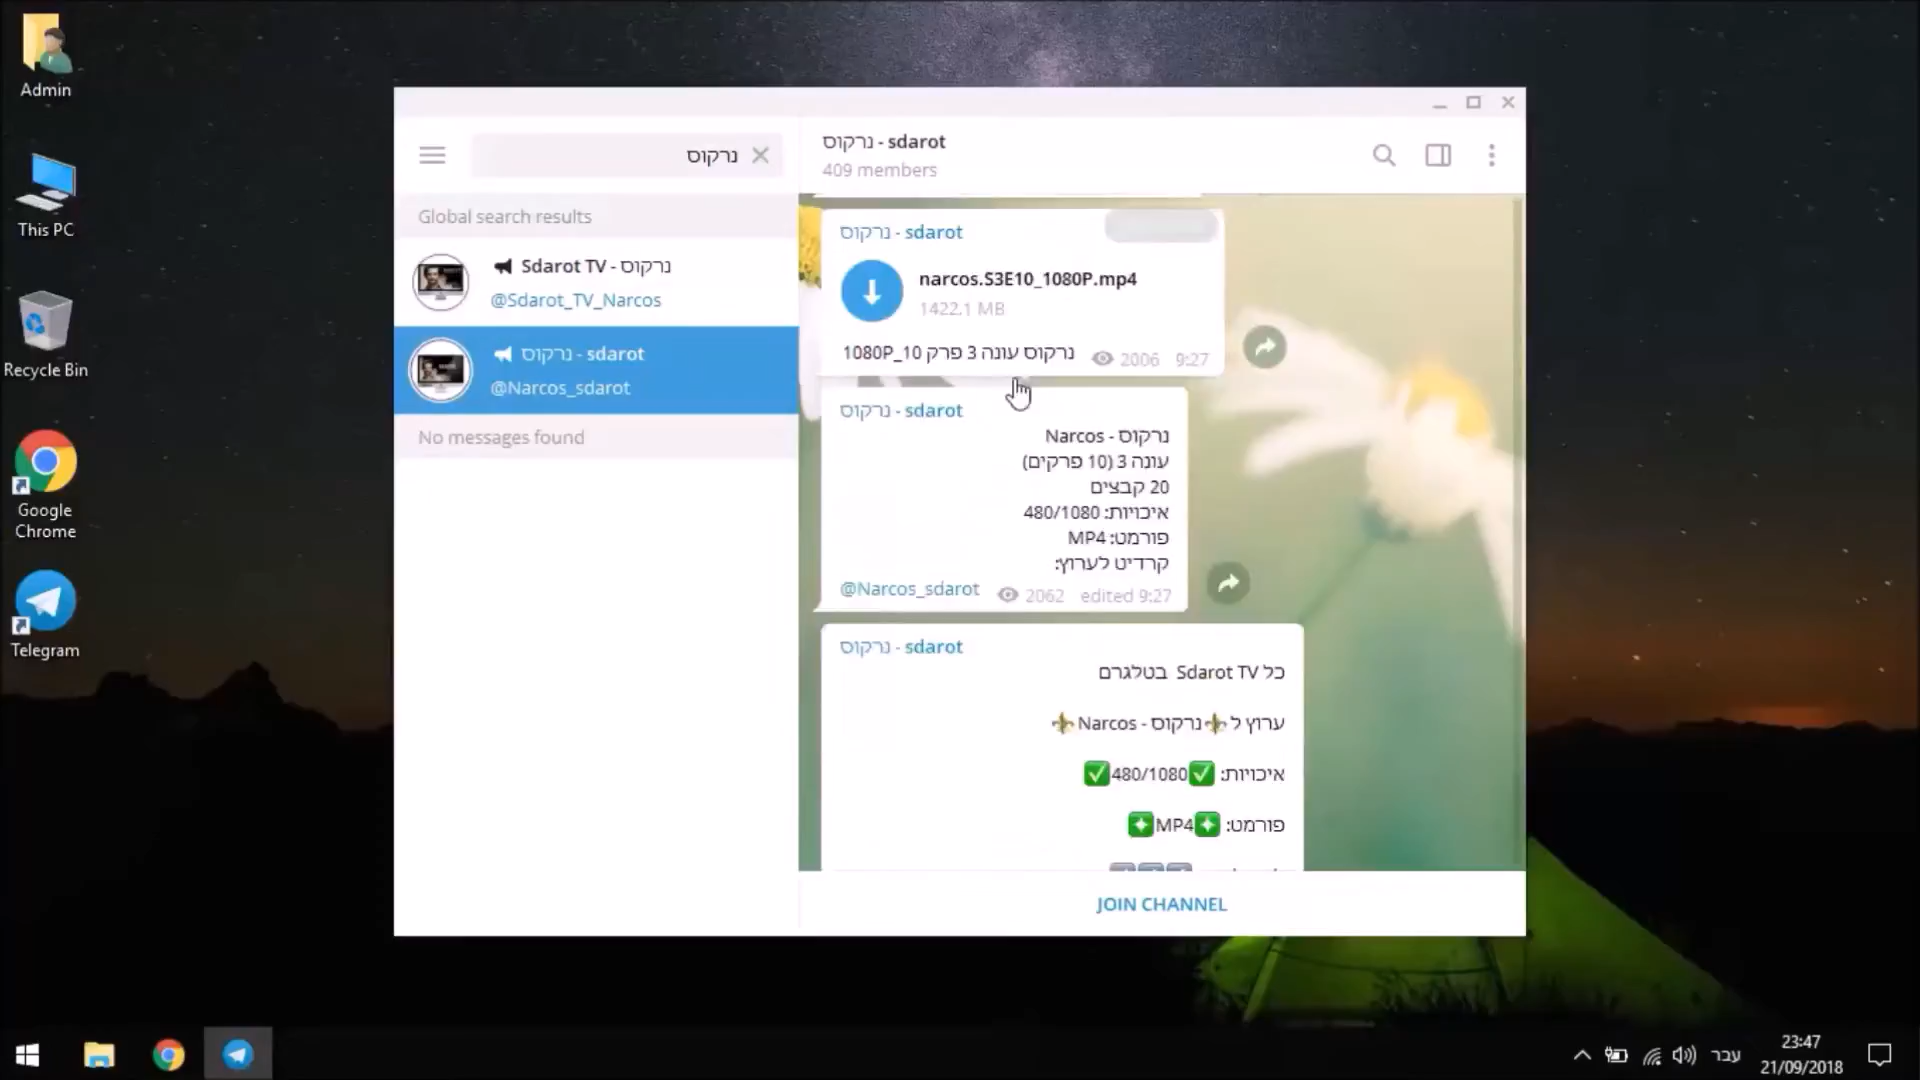 Admin
This PC
Recycle Bin
Google
Chrome
Telegram
נרקוס
Global search results
Sdarot TV - נרקוס
@Sdarot_TV_Narcos
נרקוס - sdarot
@Narcos_sdarot
No messages found
נרקוס - sdarot
409 members
נרקוס - sdarot
narcos.S3E10_1080P.mp4
1422.1 MB
נרקוס עונה 3 פרק 10_1080P
2006 9:27
נרקוס - sdarot
נרקוס - Narcos
עונה 3 (10 פרקים)
20 קבצים
איכויות: 480/1080
פורמט: MP4
קרדיט לערוץ:
@Narcos_sdarot
2062 edited 9:27
נרקוס - sdarot
כל Sdarot TV בטלגרם
ערוץ ל⚜️נרקוס - Narcos⚜️
איכויות: ✅480/1080✅
פורמט: ✳️MP4✳️
JOIN CHANNEL
עבר
23:47
21/09/2018